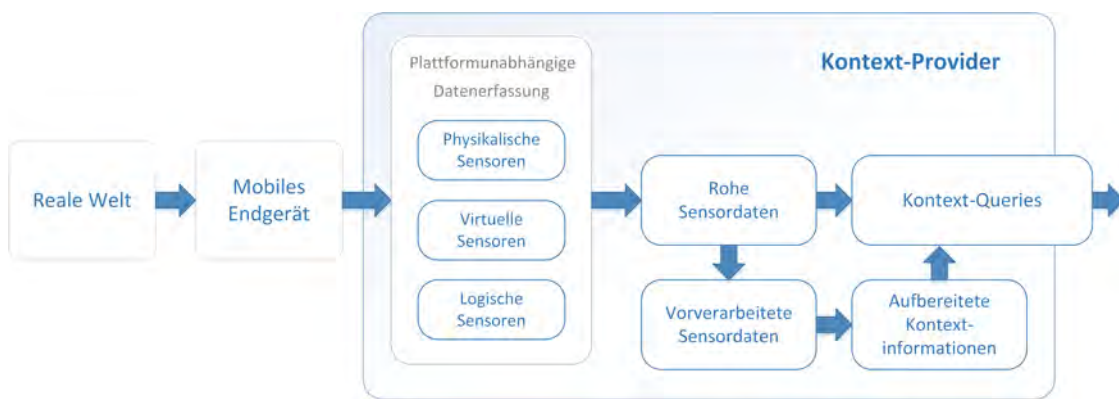 Kontext-Provider
Plattformunabhängige
Datenerfassung
Physikalische
Sensoren
Virtuelle
Sensoren
Logische
Sensoren
Reale Welt
Mobiles
Endgerät
Rohe
Sensordaten
Kontext-Queries
Vorverarbeitete
Sensordaten
Aufbereitete
Kontext-
informationen